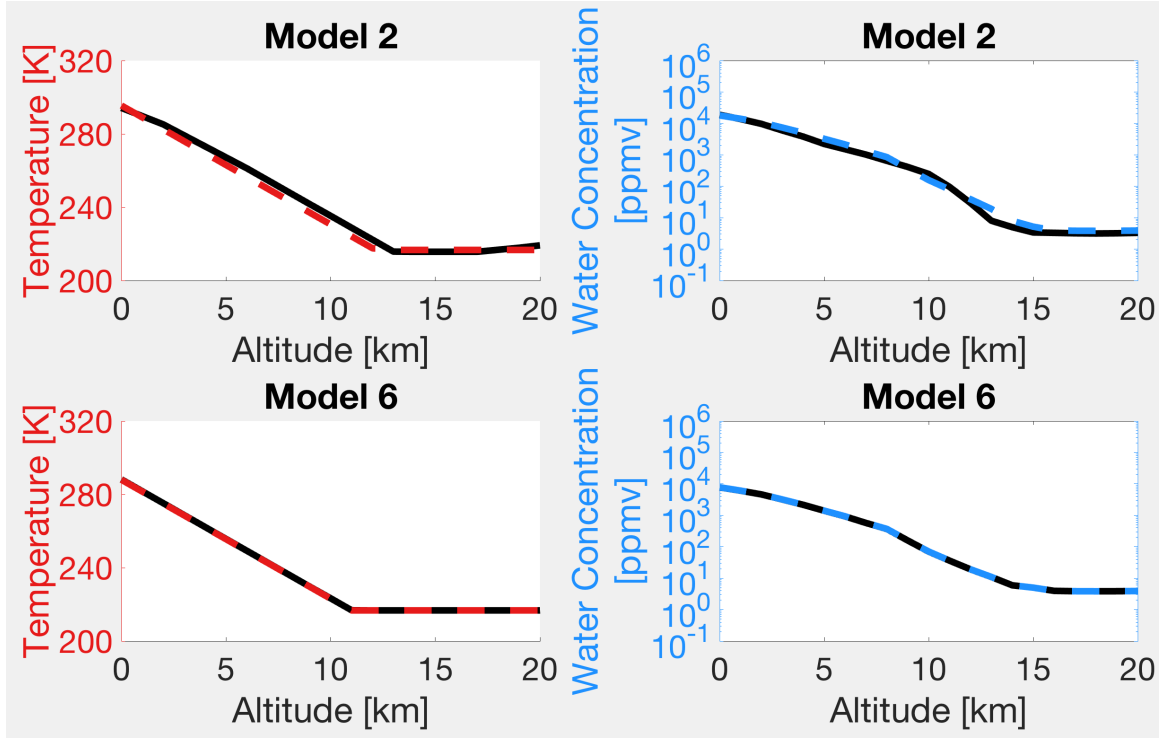 Model 2
Temperature [K]
320
280
240
200
0 5 10 15 20
Altitude [km]
Model 2
Water Concentration
[ppmv]
10^6
10^5
10^4
10^3
10^2
10^1
10^0
10^-1
0 5 10 15 20
Altitude [km]
Model 6
Temperature [K]
320
280
240
200
0 5 10 15 20
Altitude [km]
Model 6
Water Concentration
[ppmv]
10^6
10^5
10^4
10^3
10^2
10^1
10^0
10^-1
0 5 10 15 20
Altitude [km]